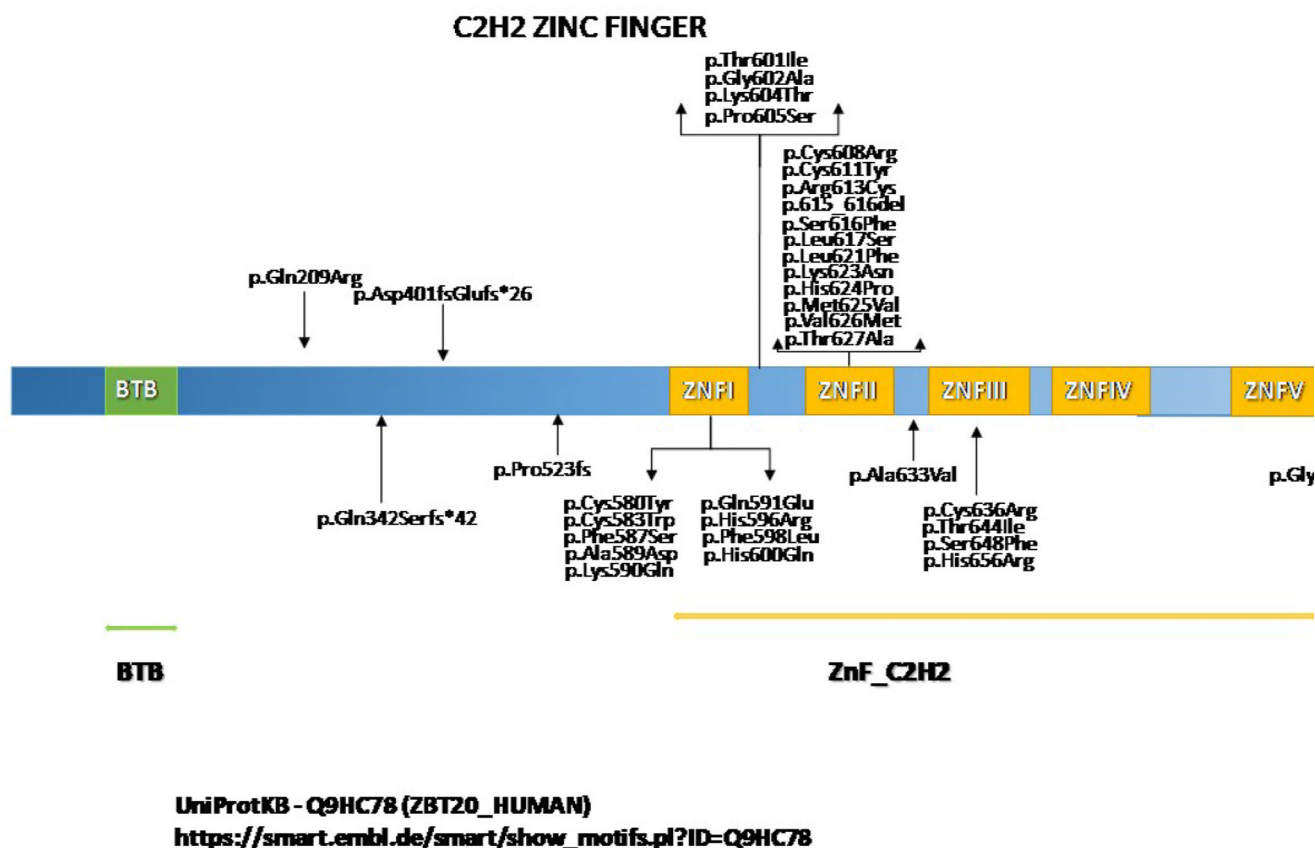 C2H2 ZINC FINGER
p.Thr601Ile
p.Gly602Ala
p.Lys604Thr
p.Pro605Ser
p.Cys608Arg
p.Cys611Tyr
p.Arg613Cys
p.615_616del
p.Ser616Phe
p.Leu617Ser
p.Leu621Phe
p.Lys623Asn
p.His624Pro
p.Met625Val
p.Val626Met
p.Thr627Ala
p.Gln209Arg
p.Asp401fsGlufs*26
BTB
ZNFI
ZNFII
ZNFIII
ZNFIV
ZNFV
p.Gln342Serfs*42
p.Pro523fs
p.Cys580Tyr
p.Cys583Trp
p.Phe587Ser
p.Ala589Asp
p.Lys590Gln
p.Gln591Glu
p.His596Arg
p.Phe598Leu
p.His600Gln
p.Ala633Val
p.Cys636Arg
p.Thr644Ile
p.Ser648Phe
p.His656Arg
p.Gly
BTB
ZnF_C2H2
UniProtKB - Q9HC78 (ZBT20_HUMAN)
https://smart.embl.de/smart/show_motifs.pl?ID=Q9HC78